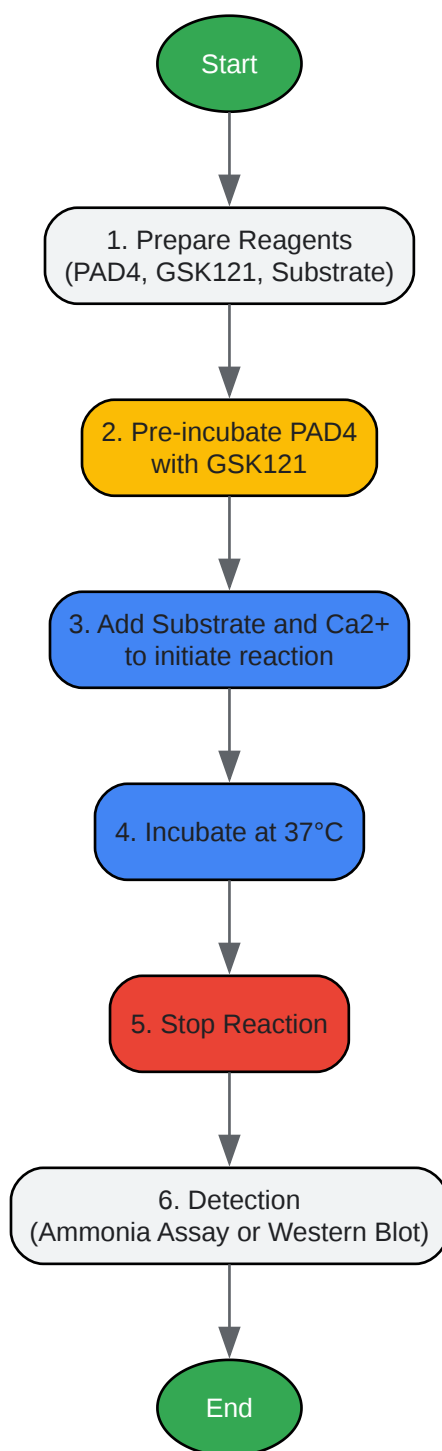 Start
1. Prepare Reagents
(PAD4, GSK121, Substrate)
2. Pre-incubate PAD4
with GSK121
3. Add Substrate and Ca2+
to initiate reaction
4. Incubate at 37°C
5. Stop Reaction
6. Detection
(Ammonia Assay or Western Blot)
End